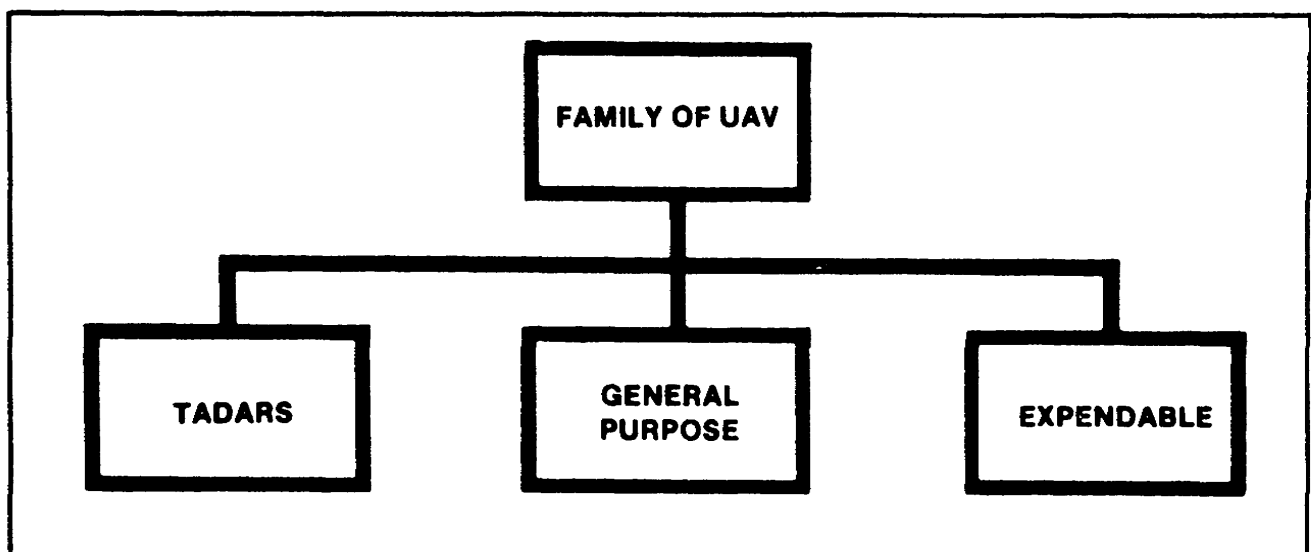 FAMILY OF UAV
TADARS
GENERAL
PURPOSE
EXPENDABLE